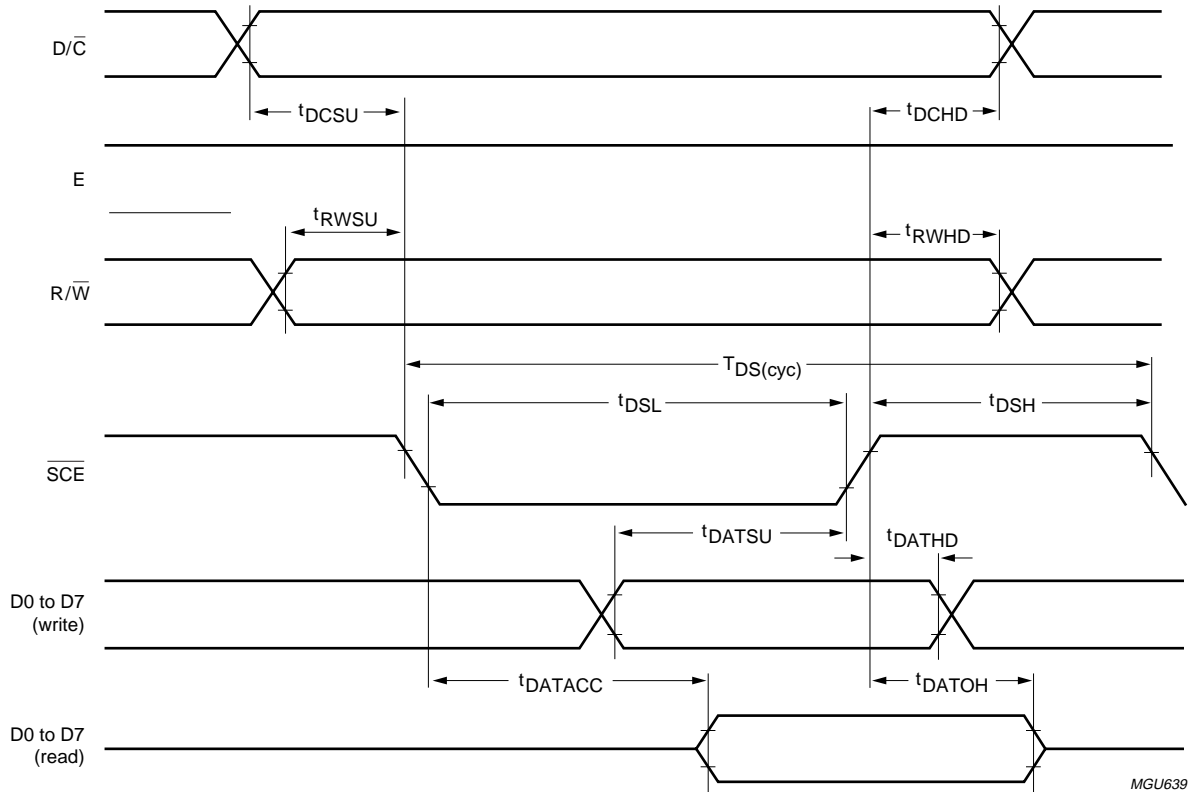 D/C̅
tDCSU
tDCHD
E
tRWSU
tRWHD
R/W̅
TDS(cyc)
tDSL
tDSH
S̅C̅E̅
tDATSU
tDATHD
D0 to D7
(write)
tDATACC
tDATOH
D0 to D7
(read)
MGU639